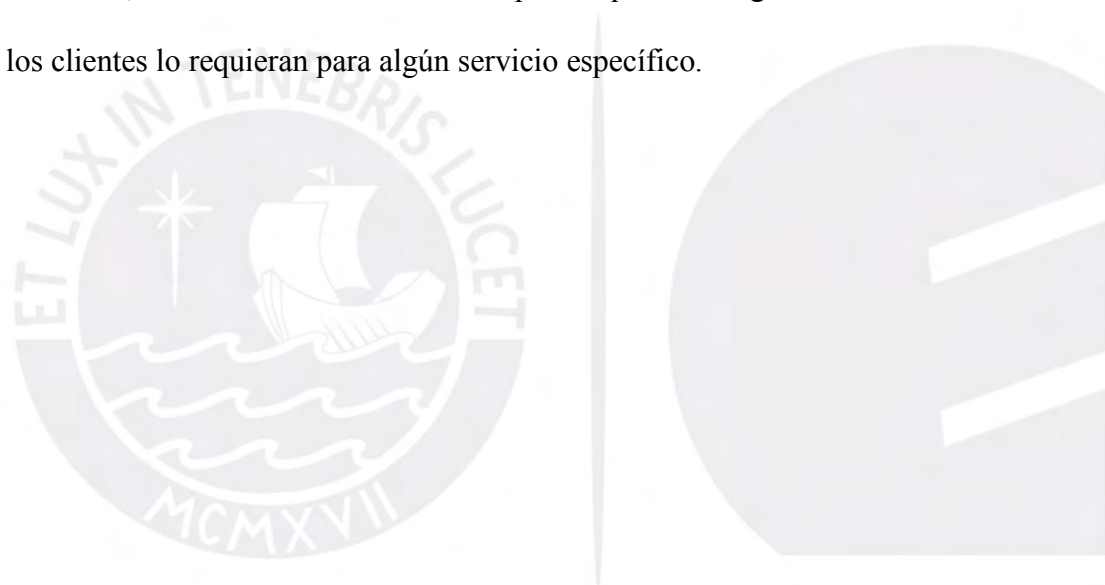 los clientes lo requieran para algún servicio específico.
ET LUX IN TENEBRIS LUCET
MCMXVII